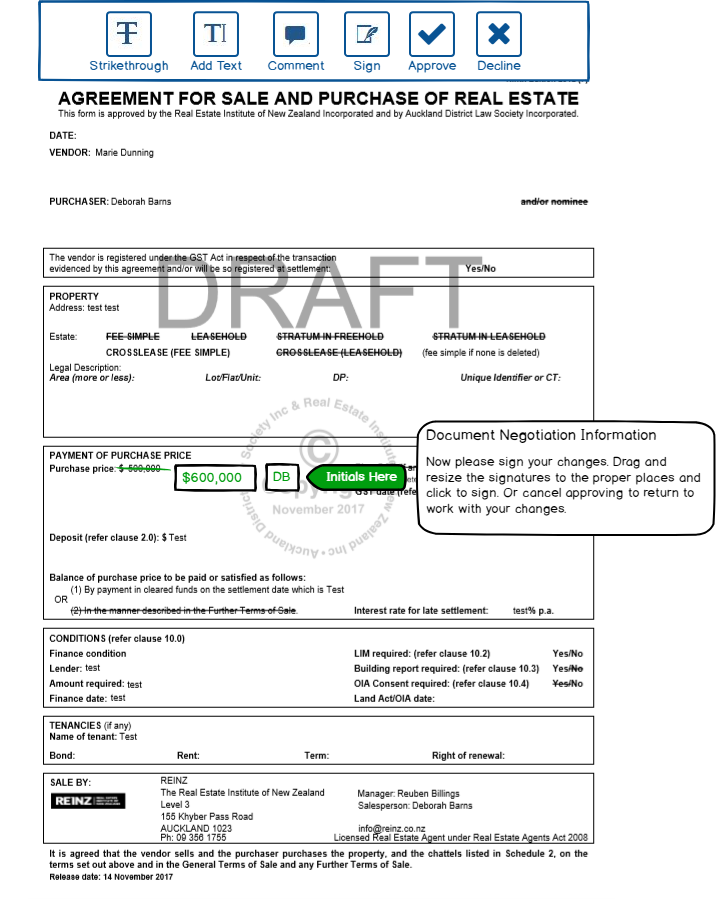 Strikethrough Add Text Comment Sign Approve Decline
AGREEMENT FOR SALE AND PURCHASE OF REAL ESTATE
This form is approved by the Real Estate Institute of New Zealand Incorporated and by Auckland District Law Society Incorporated.
DATE:
VENDOR: Marie Dunning
PURCHASER: Deborah Barns and/or nominee
The vendor is registered under the GST Act in respect of the transaction
evidenced by this agreement and/or will be so registered at settlement: Yes/No
DRAFT
PROPERTY
Address: test test
Estate: FEE SIMPLE LEASEHOLD STRATUM IN FREEHOLD STRATUM IN LEASEHOLD
CROSSLEASE (FEE SIMPLE) CROSSLEASE (LEASEHOLD) (fee simple if none is deleted)
Legal Description:
Area (more or less): Lot/Flat/Unit: DP: Unique Identifier or CT:
Document Negotiation Information
Now please sign your changes. Drag and
resize the signatures to the proper places and
click to sign. Or cancel approving to return to
work with your changes.
PAYMENT OF PURCHASE PRICE
Purchase price: $ 500,000 $600,000 DB Initials Here
GST date (refe
©
November 2017
Deposit (refer clause 2.0): $ Test
Balance of purchase price to be paid or satisfied as follows:
(1) By payment in cleared funds on the settlement date which is Test
OR
(2) In the manner described in the Further Terms of Sale. Interest rate for late settlement: test% p.a.
CONDITIONS (refer clause 10.0)
Finance condition LIM required: (refer clause 10.2) Yes/No
Lender: test Building report required: (refer clause 10.3) Yes/No
Amount required: test OIA Consent required: (refer clause 10.4) Yes/No
Finance date: test Land Act/OIA date:
TENANCIES (if any)
Name of tenant: Test
Bond: Rent: Term: Right of renewal:
SALE BY:
REINZ
REINZ
The Real Estate Institute of New Zealand Manager: Reuben Billings
Level 3 Salesperson: Deborah Barns
155 Khyber Pass Road
AUCKLAND 1023 info@reinz.co.nz
Ph: 09 356 1755 Licensed Real Estate Agent under Real Estate Agents Act 2008
It is agreed that the vendor sells and the purchaser purchases the property, and the chattels listed in Schedule 2, on the
terms set out above and in the General Terms of Sale and any Further Terms of Sale.
Release date: 14 November 2017